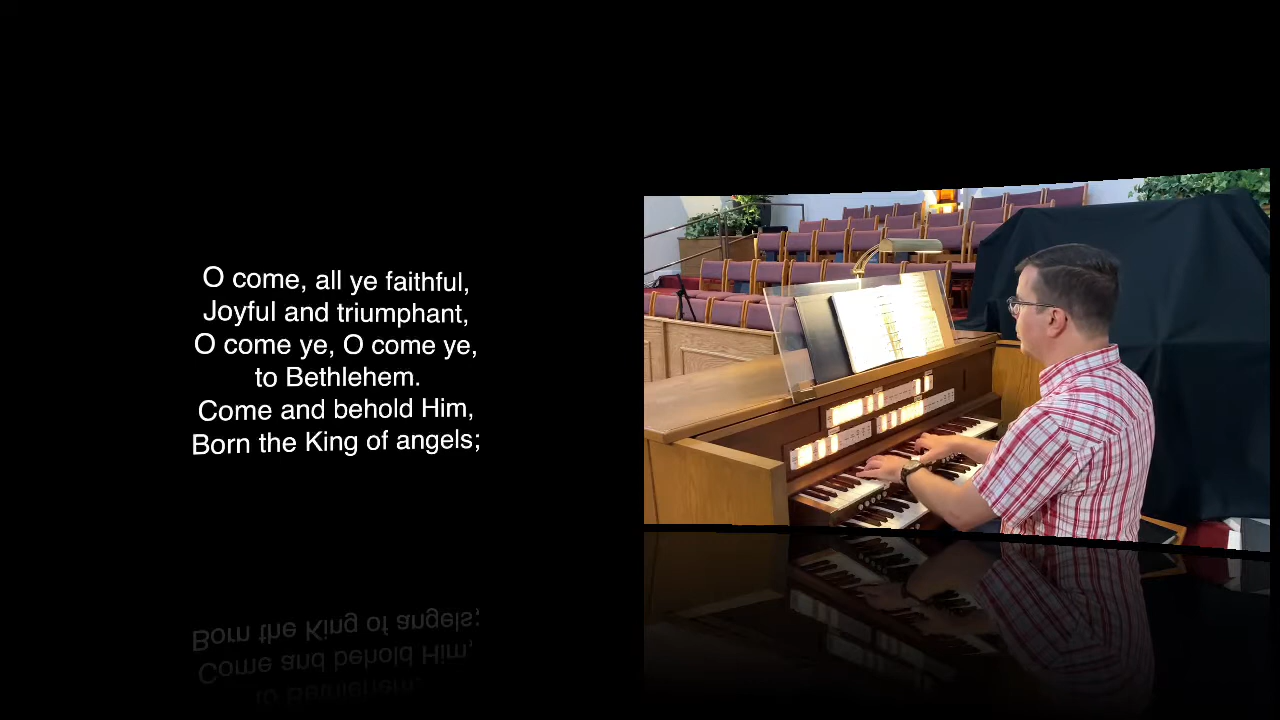 O come, all ye faithful,
Joyful and triumphant,
O come ye, O come ye,
to Bethlehem.
Come and behold Him,
Born the King of angels;